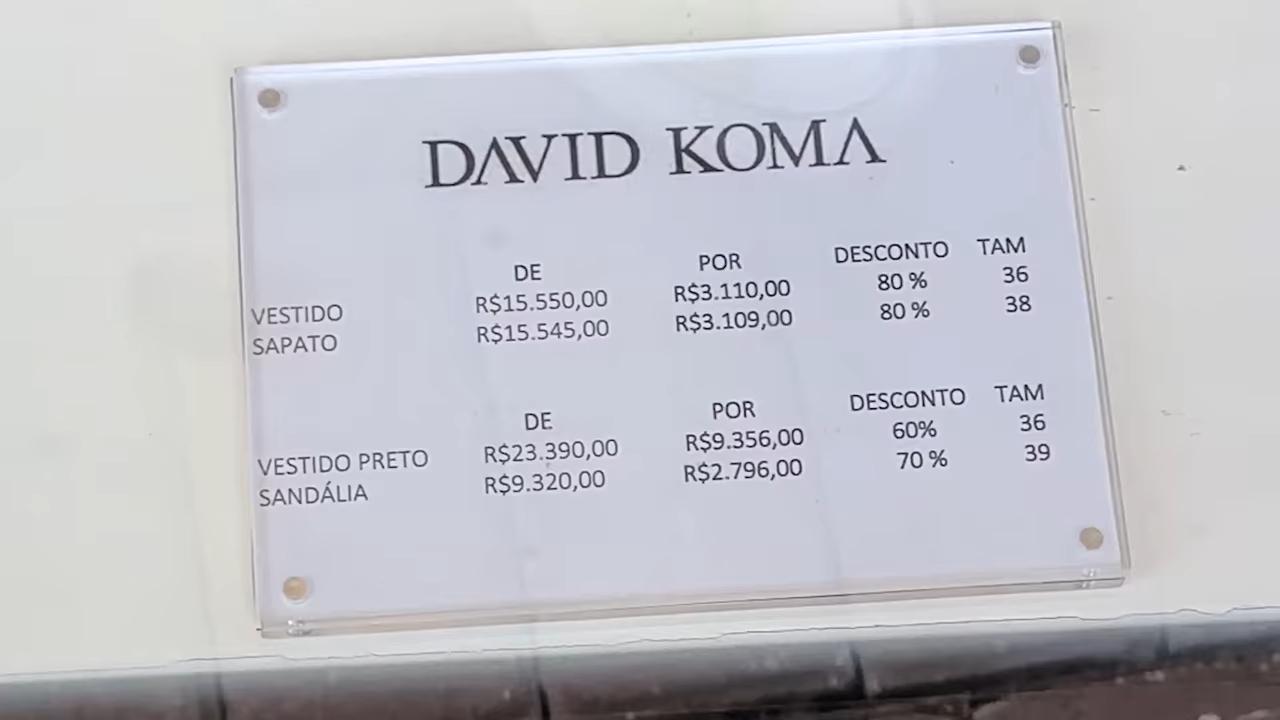 DAVID KOMA
DE POR DESCONTO TAM
VESTIDO R$15.550,00 R$3.110,00 80 % 36
SAPATO R$15.545,00 R$3.109,00 80 % 38
DE POR DESCONTO TAM
VESTIDO PRETO R$23.390,00 R$9.356,00 60% 36
SANDÁLIA R$9.320,00 R$2.796,00 70 % 39